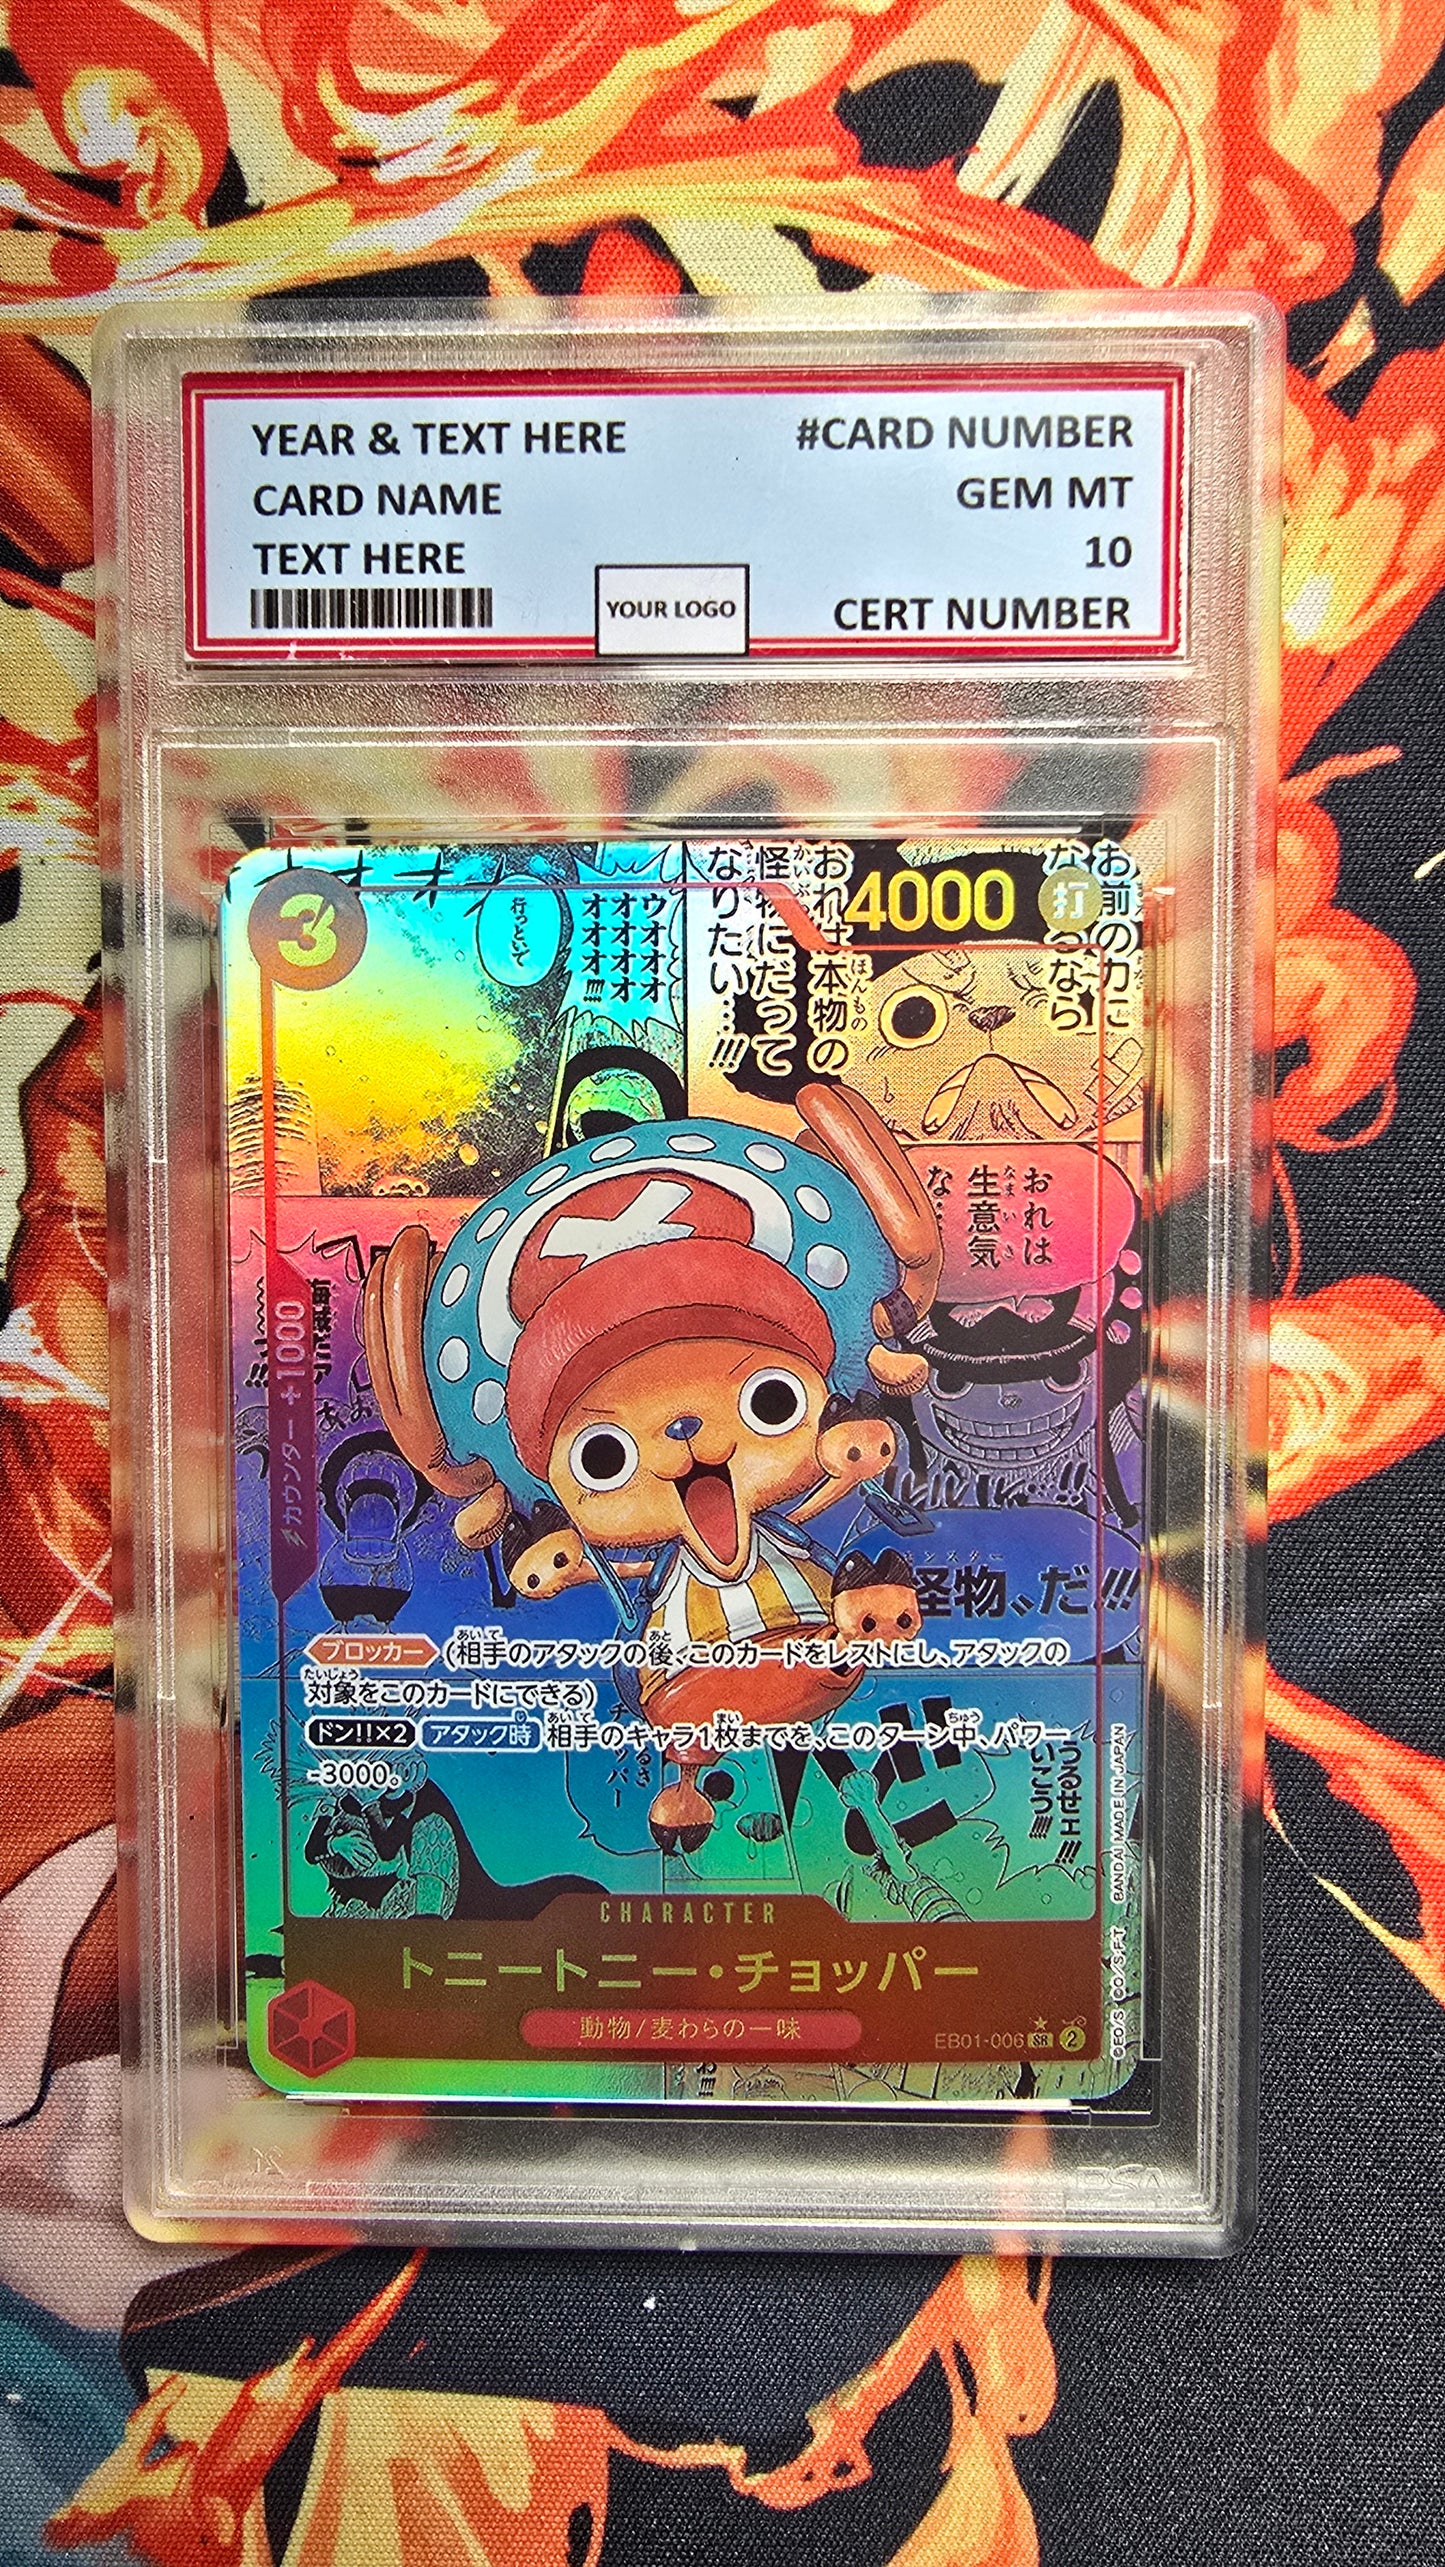 YEAR & TEXT HERE
CARD NAME
TEXT HERE
#CARD NUMBER
GEM MT
10
CERT NUMBER
YOUR LOGO
3
4000
打
オオオオ
行っといて
ウオオオ
オオオオ
オオオオ!!!!
おれは本物の
怪物にだって
なりたい…!!!
お前の力に
おれは
生意気
な…
怪物〟だ!!!
カウンター +1000
ブロッカー (相手のアタックの後、このカードをレストにし、アタックの
対象をこのカードにできる)
ドン!!×2 アタック時 相手のキャラ1枚までを、このターン中、パワー
-3000。
うるせェ!!!
いこう!!!!
CHARACTER
トニートニー・チョッパー
動物/麦わらの一味
EB01-006 SR 2
©EO/S, CO/S,F,T BANDAI MADE IN JAPAN
PSA